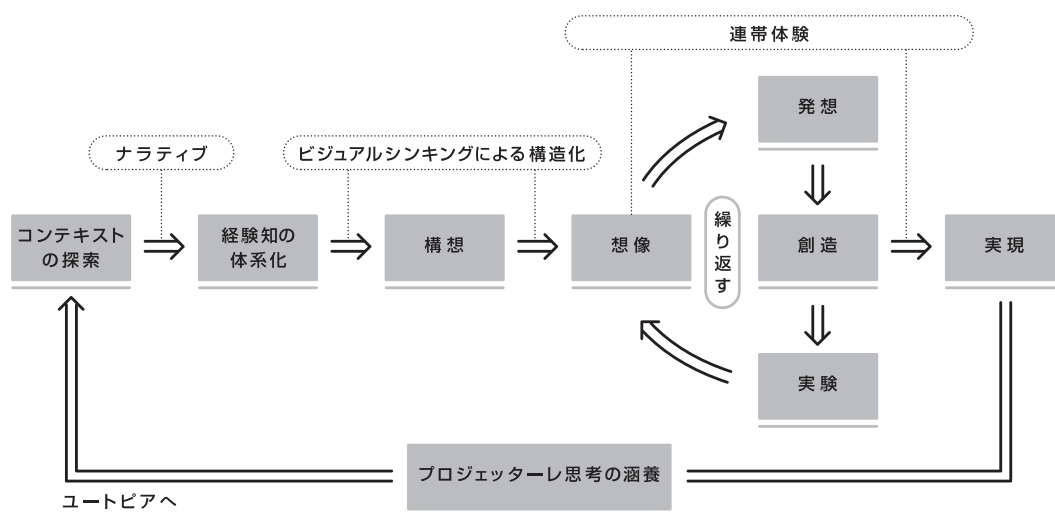 連帯体験
発想
ナラティブ
ビジュアルシンキングによる構造化
コンテキスト
の探索
経験知の
体系化
構想
想像
繰り返す
創造
実現
実験
プロジェッターレ思考の涵養
ユートピアへ